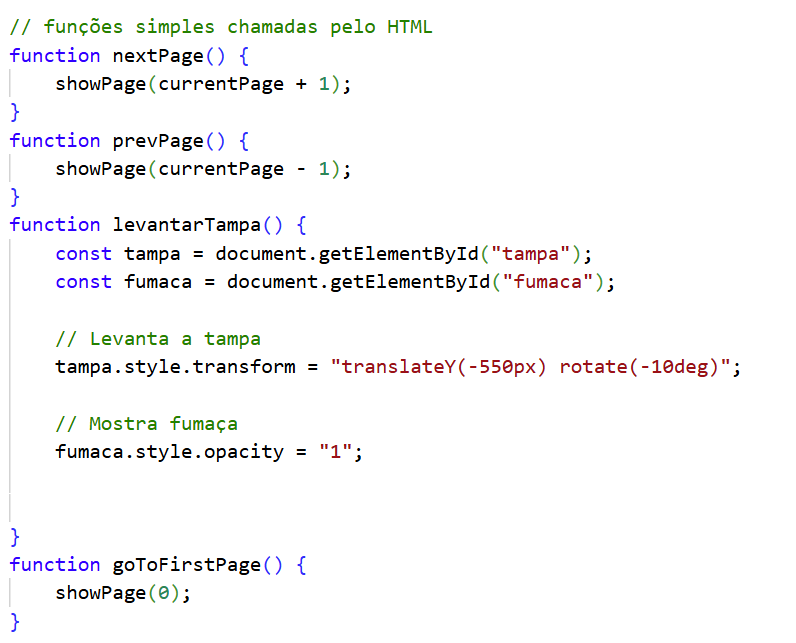 // funções simples chamadas pelo HTML
function nextPage() {
    showPage(currentPage + 1);
}
function prevPage() {
    showPage(currentPage - 1);
}
function levantarTampa() {
    const tampa = document.getElementById("tampa");
    const fumaca = document.getElementById("fumaca");

    // Levanta a tampa
    tampa.style.transform = "translateY(-550px) rotate(-10deg)";

    // Mostra fumaça
    fumaca.style.opacity = "1";


}
function goToFirstPage() {
    showPage(0);
}